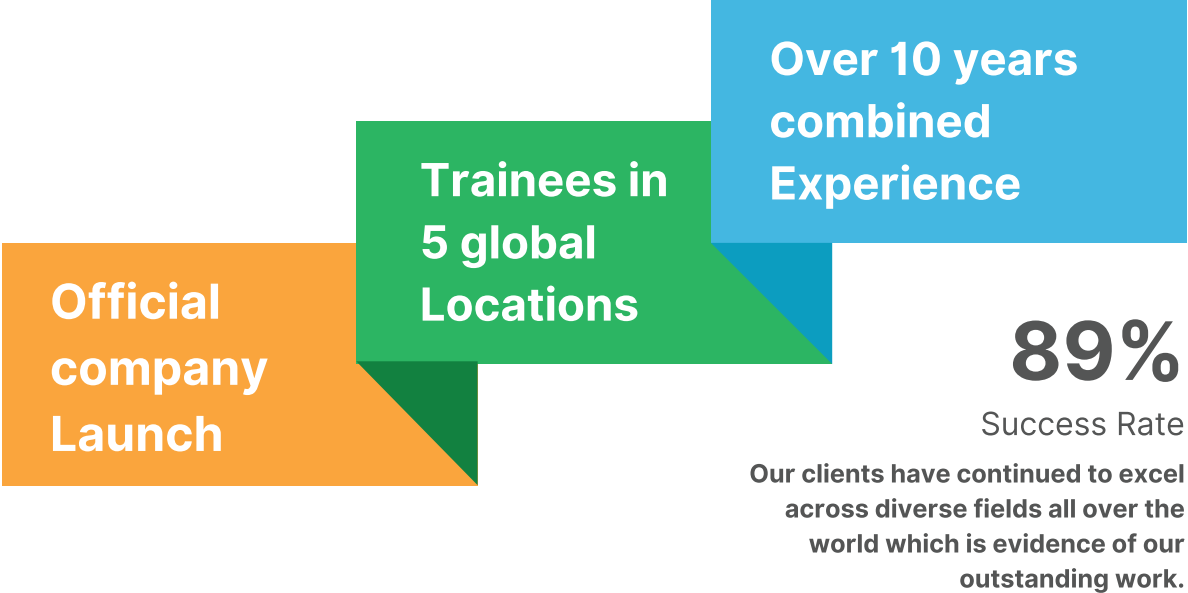 Over 10 years
combined
Experience
Trainees in
5 global
Locations
Official
company
Launch
89%
Success Rate
Our clients have continued to excel
across diverse fields all over the
world which is evidence of our
outstanding work.